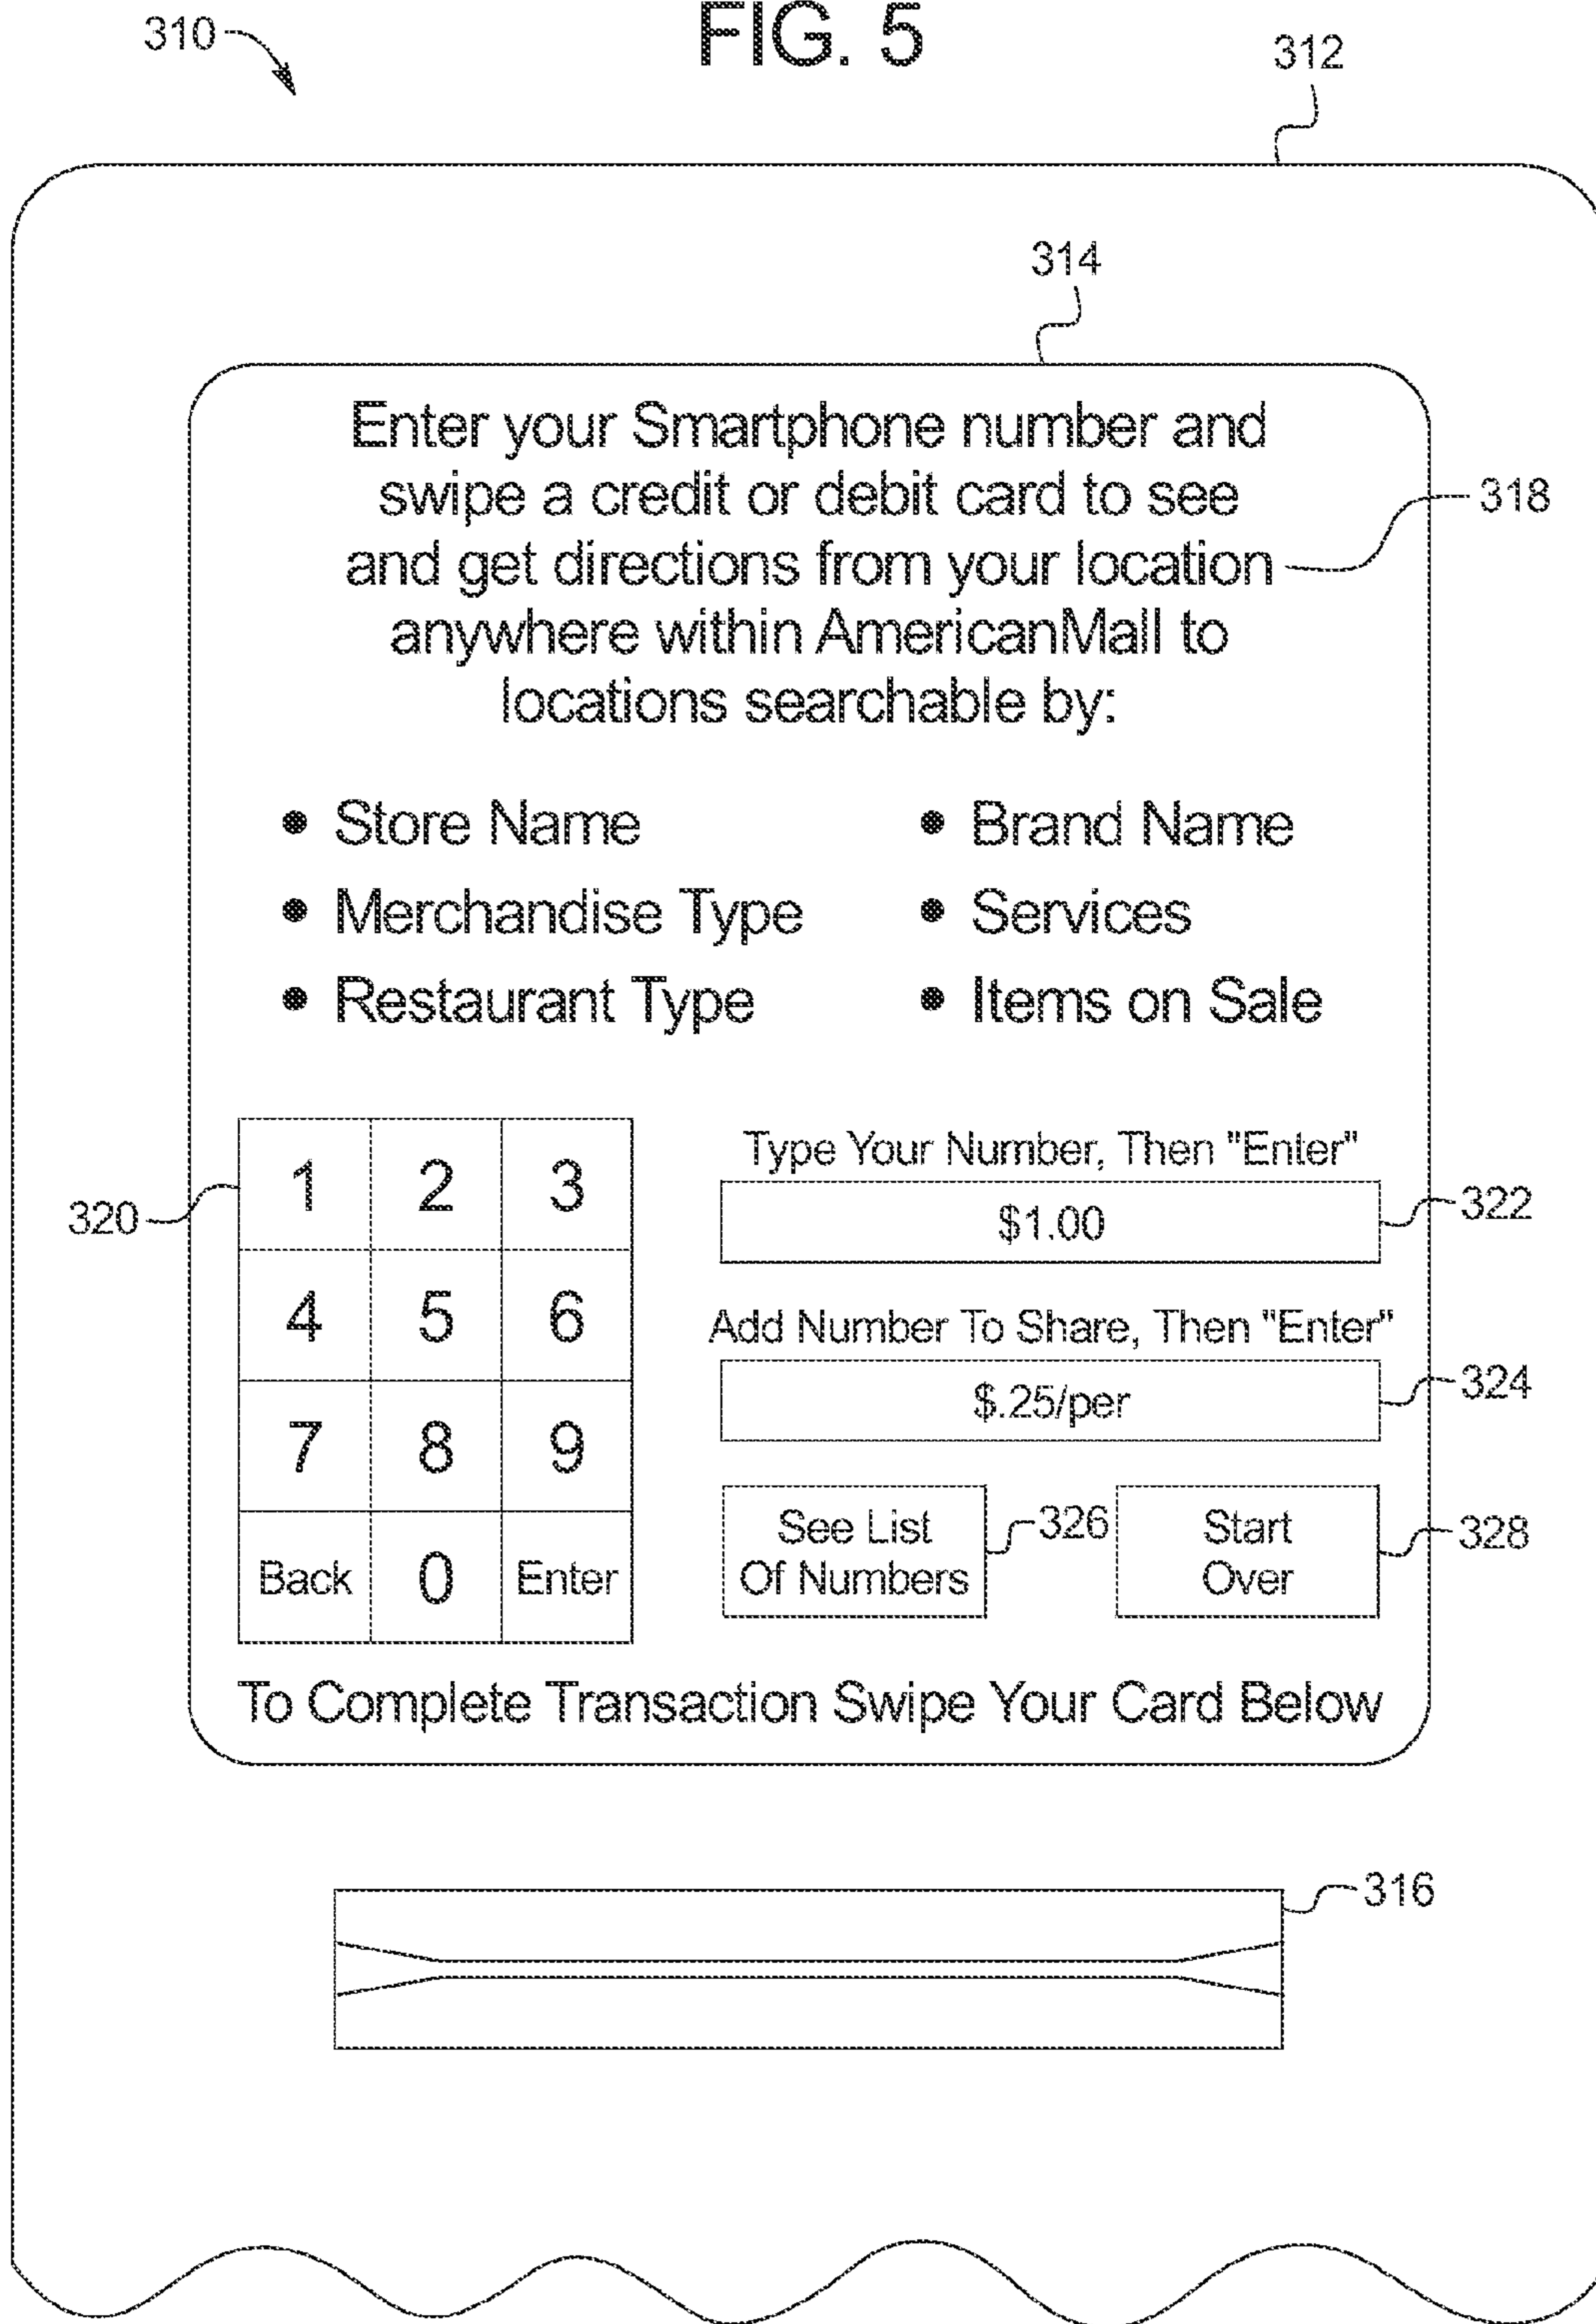 FIG. 5
310
312
314
Enter your Smartphone number and
swipe a credit or debit card to see
318
and get directions from your location
anywhere within AmericanMall to
locations searchable by:
• Store Name
• Brand Name
• Merchandise Type
• Services
• Restaurant Type
• Items on Sale
320
1 2 3
4 5 6
7 8 9
Back 0 Enter
Type Your Number, Then "Enter"
$1.00
322
Add Number To Share, Then "Enter"
$.25/per
324
See List
Of Numbers
326
Start
Over
328
To Complete Transaction Swipe Your Card Below
316